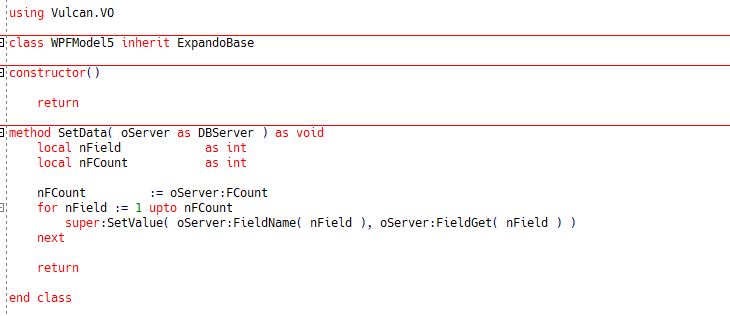 using Vulcan.VO
class WPFModel5 inherit ExpandoBase
constructor()
return
method SetData( oServer as DBServer ) as void
local nField as int
local nFCount as int
nFCount := oServer:FCount
for nField := 1 upto nFCount
super:SetValue( oServer:FieldName( nField ), oServer:FieldGet( nField ) )
next
return
end class